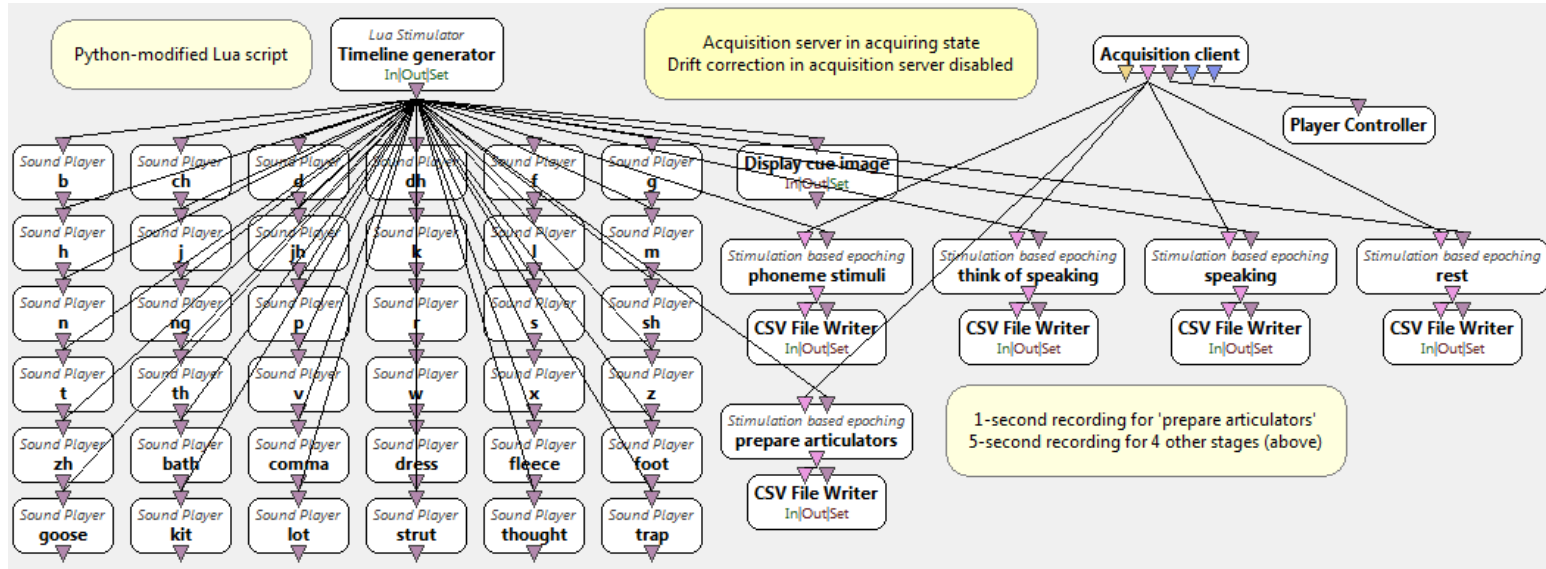 Python-modified Lua script
Lua Stimulator
Timeline generator
In|Out|Set
Acquisition server in acquiring state
Drift correction in acquisition server disabled
Acquisition client
Player Controller
Sound Player
b
Sound Player
ch
Sound Player
d
Sound Player
dh
Sound Player
f
Sound Player
g
Display cue image
In|Out|Set
Sound Player
h
Sound Player
j
Sound Player
jh
Sound Player
k
Sound Player
l
Sound Player
m
Stimulation based epoching
phoneme stimuli
Stimulation based epoching
think of speaking
Stimulation based epoching
speaking
Stimulation based epoching
rest
Sound Player
n
Sound Player
ng
Sound Player
p
Sound Player
r
Sound Player
s
Sound Player
sh
CSV File Writer
In|Out|Set
CSV File Writer
In|Out|Set
CSV File Writer
In|Out|Set
CSV File Writer
In|Out|Set
Sound Player
t
Sound Player
th
Sound Player
v
Sound Player
w
Sound Player
x
Sound Player
z
Stimulation based epoching
prepare articulators
1-second recording for 'prepare articulators'
5-second recording for 4 other stages (above)
Sound Player
zh
Sound Player
bath
Sound Player
comma
Sound Player
dress
Sound Player
fleece
Sound Player
foot
CSV File Writer
In|Out|Set
Sound Player
goose
Sound Player
kit
Sound Player
lot
Sound Player
strut
Sound Player
thought
Sound Player
trap